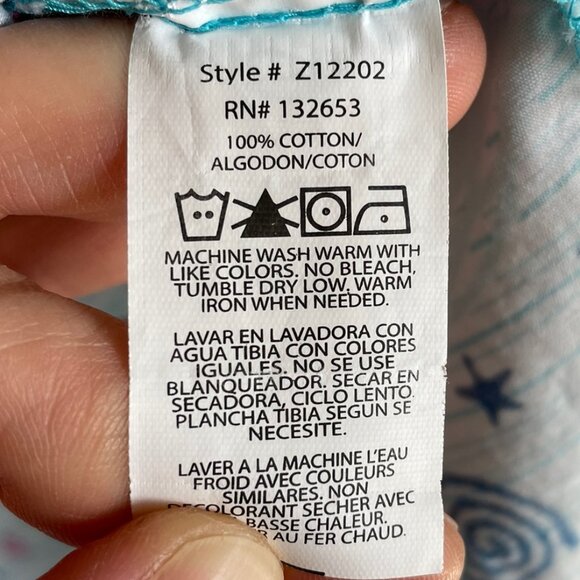 Style # Z12202
RN# 132653
100% COTTON/
ALGODON/COTON
MACHINE WASH WARM WITH
LIKE COLORS. NO BLEACH,
TUMBLE DRY LOW. WARM
IRON WHEN NEEDED.
LAVAR EN LAVADORA CON
AGUA TIBIA CON COLORES
IGUALES. NO SE USE
BLANQUEADOR. SECAR EN
SECADORA, CICLO LENTO.
PLANCHA TIBIA SEGUN SE
NECESITE.
LAVER A LA MACHINE L'EAU
FROID AVEC COULEURS
SIMILARES. NON
DECOLORANT SECHER AVEC
BASSE CHALEUR.
AU FER CHAUD.